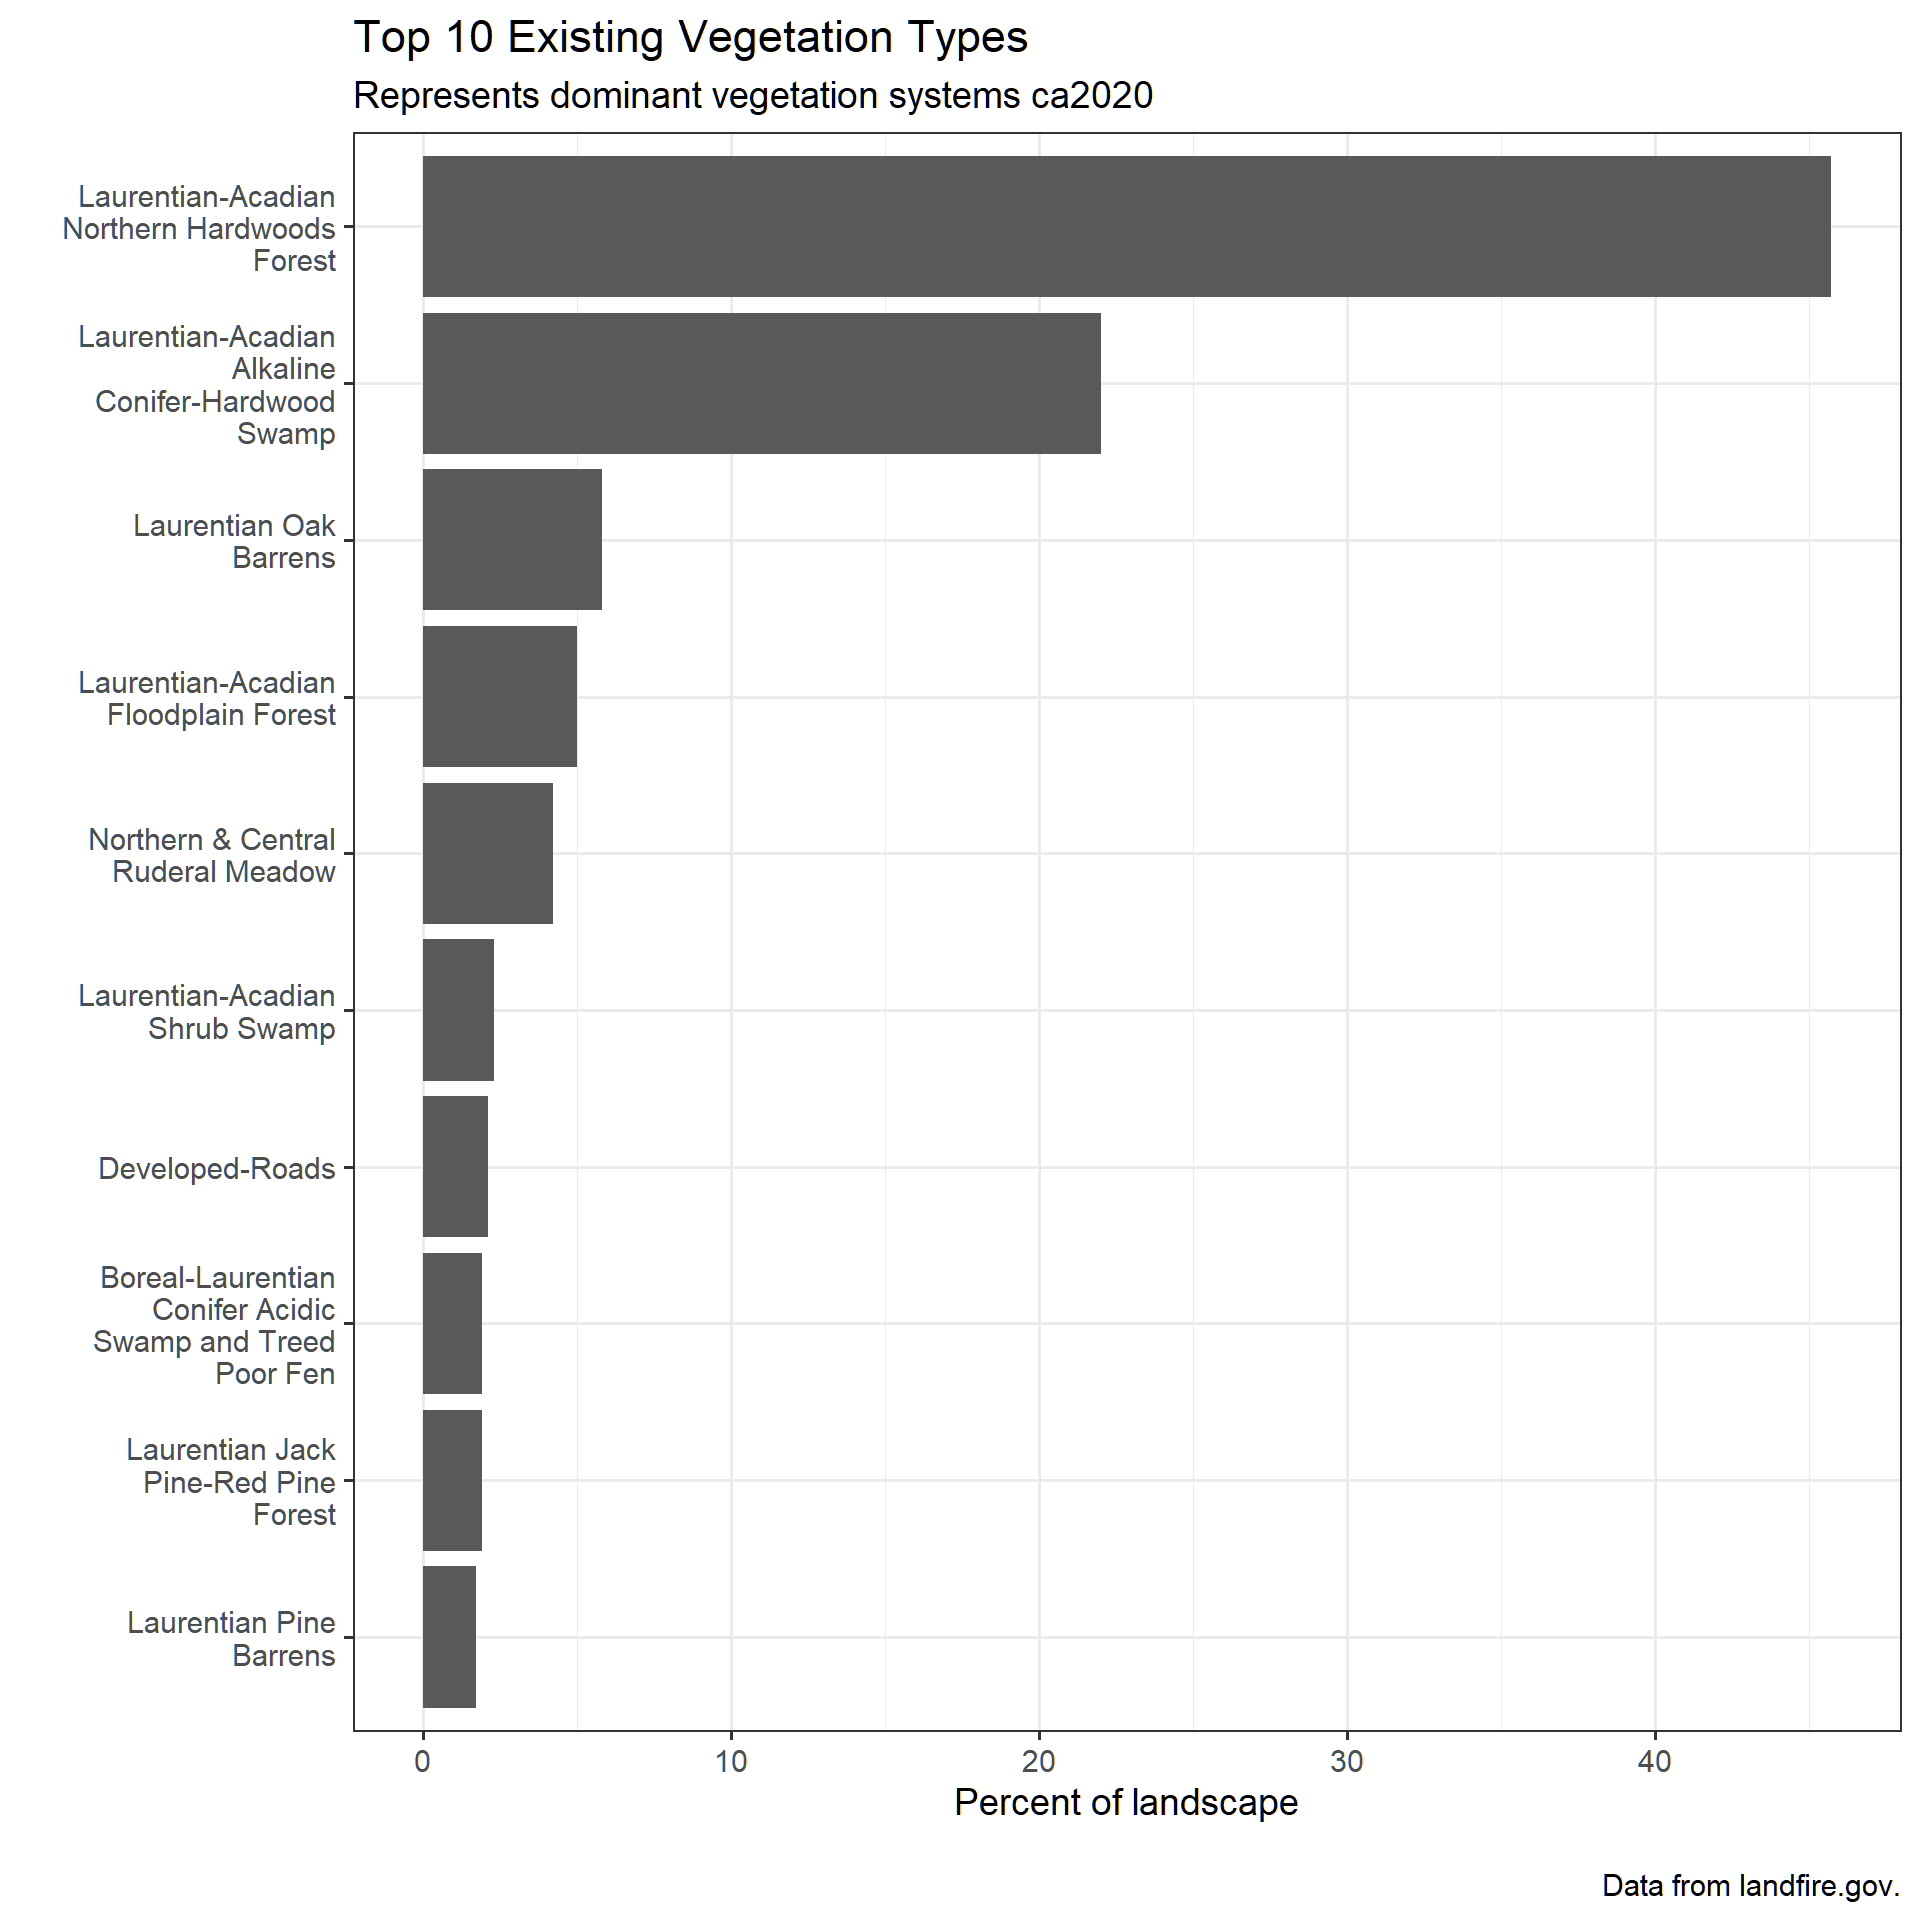 Top 10 Existing Vegetation Types
Represents dominant vegetation systems ca2020
Laurentian-Acadian
Northern Hardwoods
Forest
Laurentian-Acadian
Alkaline
Conifer-Hardwood
Swamp
Laurentian Oak
Barrens
Laurentian-Acadian
Floodplain Forest
Northern & Central
Ruderal Meadow
Laurentian-Acadian
Shrub Swamp
Developed-Roads
Boreal-Laurentian
Conifer Acidic
Swamp and Treed
Poor Fen
Laurentian Jack
Pine-Red Pine
Forest
Laurentian Pine
Barrens
0 10 20 30 40
Percent of landscape
Data from landfire.gov.